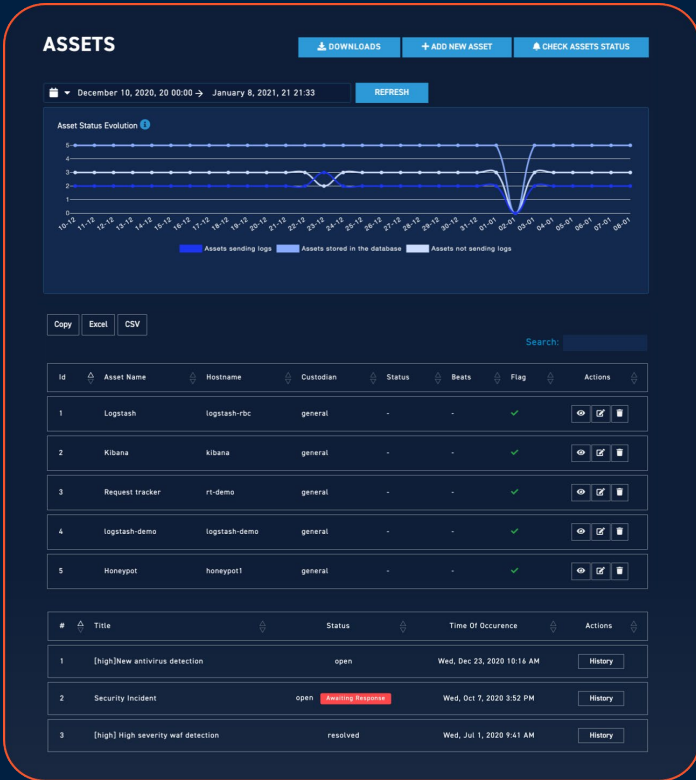 ASSETS
DOWNLOADS
+ ADD NEW ASSET
CHECK ASSETS STATUS
December 10, 2020, 20 00:00 → January 8, 2021, 21 21:33
REFRESH
Asset Status Evolution
5
4
3
2
1
0
10-12 11-12 12-12 13-12 14-12 15-12 16-12 17-12 18-12 19-12 20-12 21-12 22-12 23-12 24-12 25-12 26-12 27-12 28-12 29-12 30-12 31-12 01-01 02-01 03-01 04-01 05-01 06-01 07-01 08-01
Assets sending logs Assets stored in the database Assets not sending logs
Copy Excel CSV
Search:
Id Asset Name Hostname Custodian Status Beats Flag Actions
1 Logstash logstash-rbc general - -
2 Kibana kibana general - -
3 Request tracker rt-demo general - -
4 logstash-demo logstash-demo general - -
5 Honeypot honeypot1 general - -
# Title Status Time Of Occurence Actions
1 [high]New antivirus detection open Wed, Dec 23, 2020 10:16 AM History
2 Security Incident open Awaiting Response Wed, Oct 7, 2020 3:52 PM History
3 [high] High severity waf detection resolved Wed, Jul 1, 2020 9:41 AM History